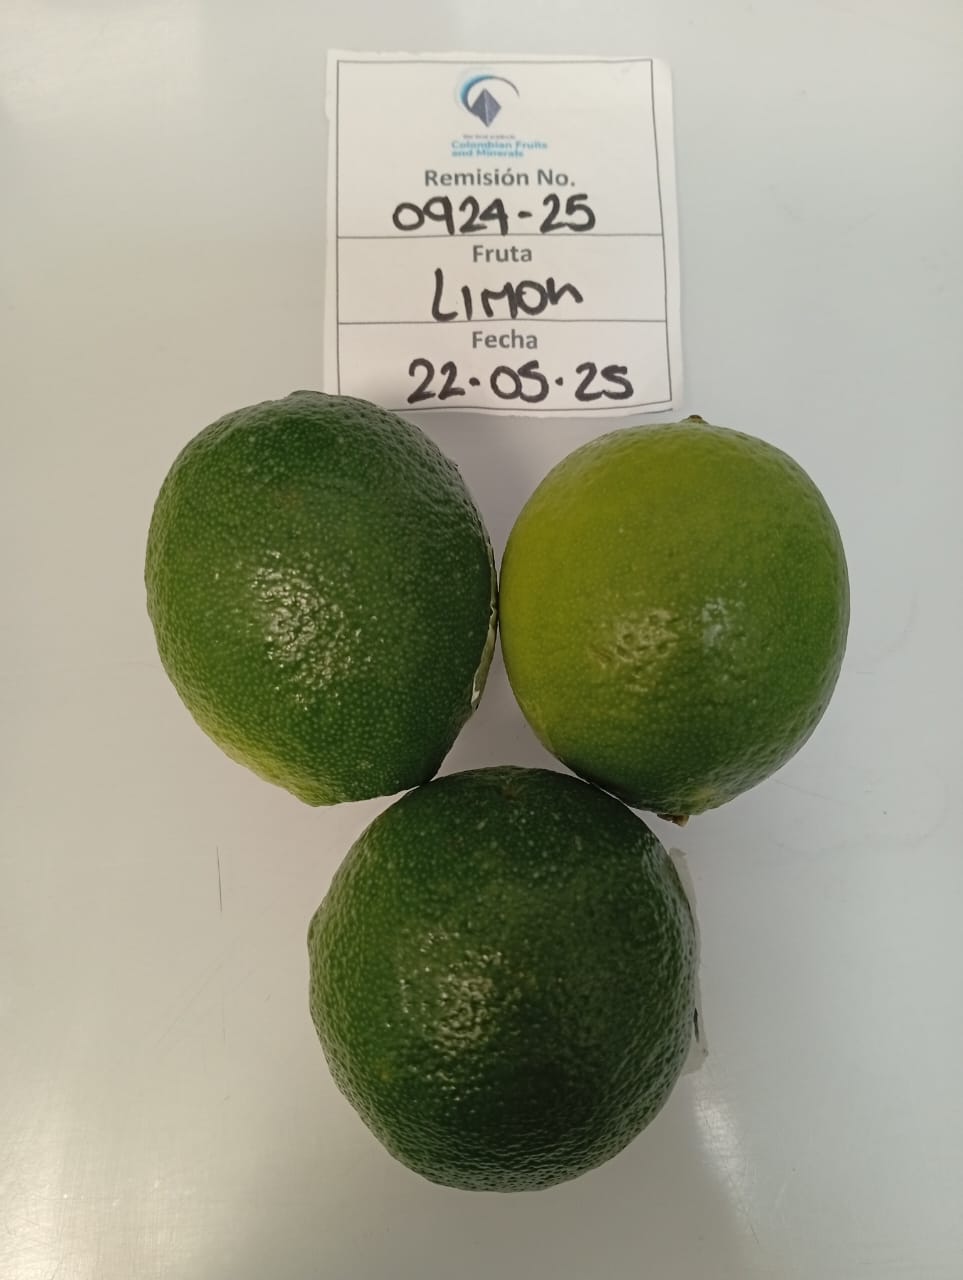 Colombian Fruits
and Minerals
Remisión No.
0924-25
Fruta
LIMON
Fecha
22.05.25